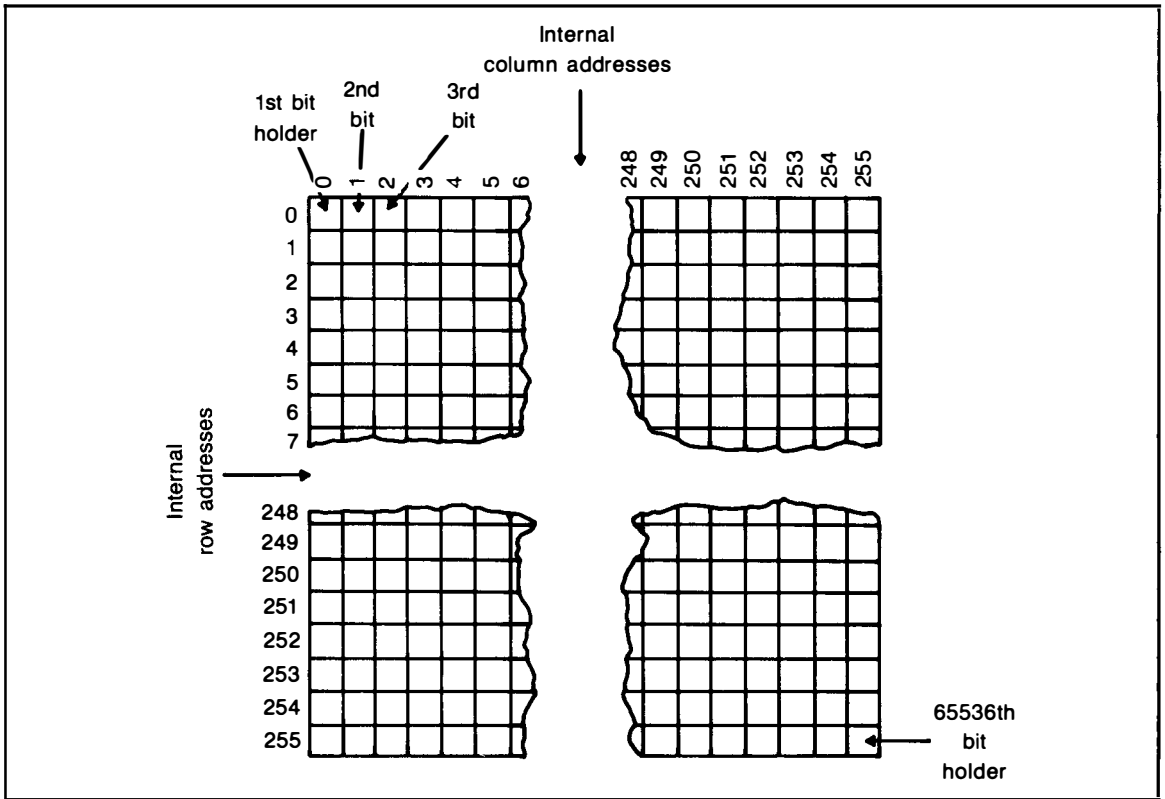 Internal
column addresses
1st bit
holder
2nd
bit
3rd
bit
0 1 2 3 4 5 6 248 249 250 251 252 253 254 255
0
1
2
3
4
5
6
7
Internal
row addresses
248
249
250
251
252
253
254
255
65536th
bit
holder